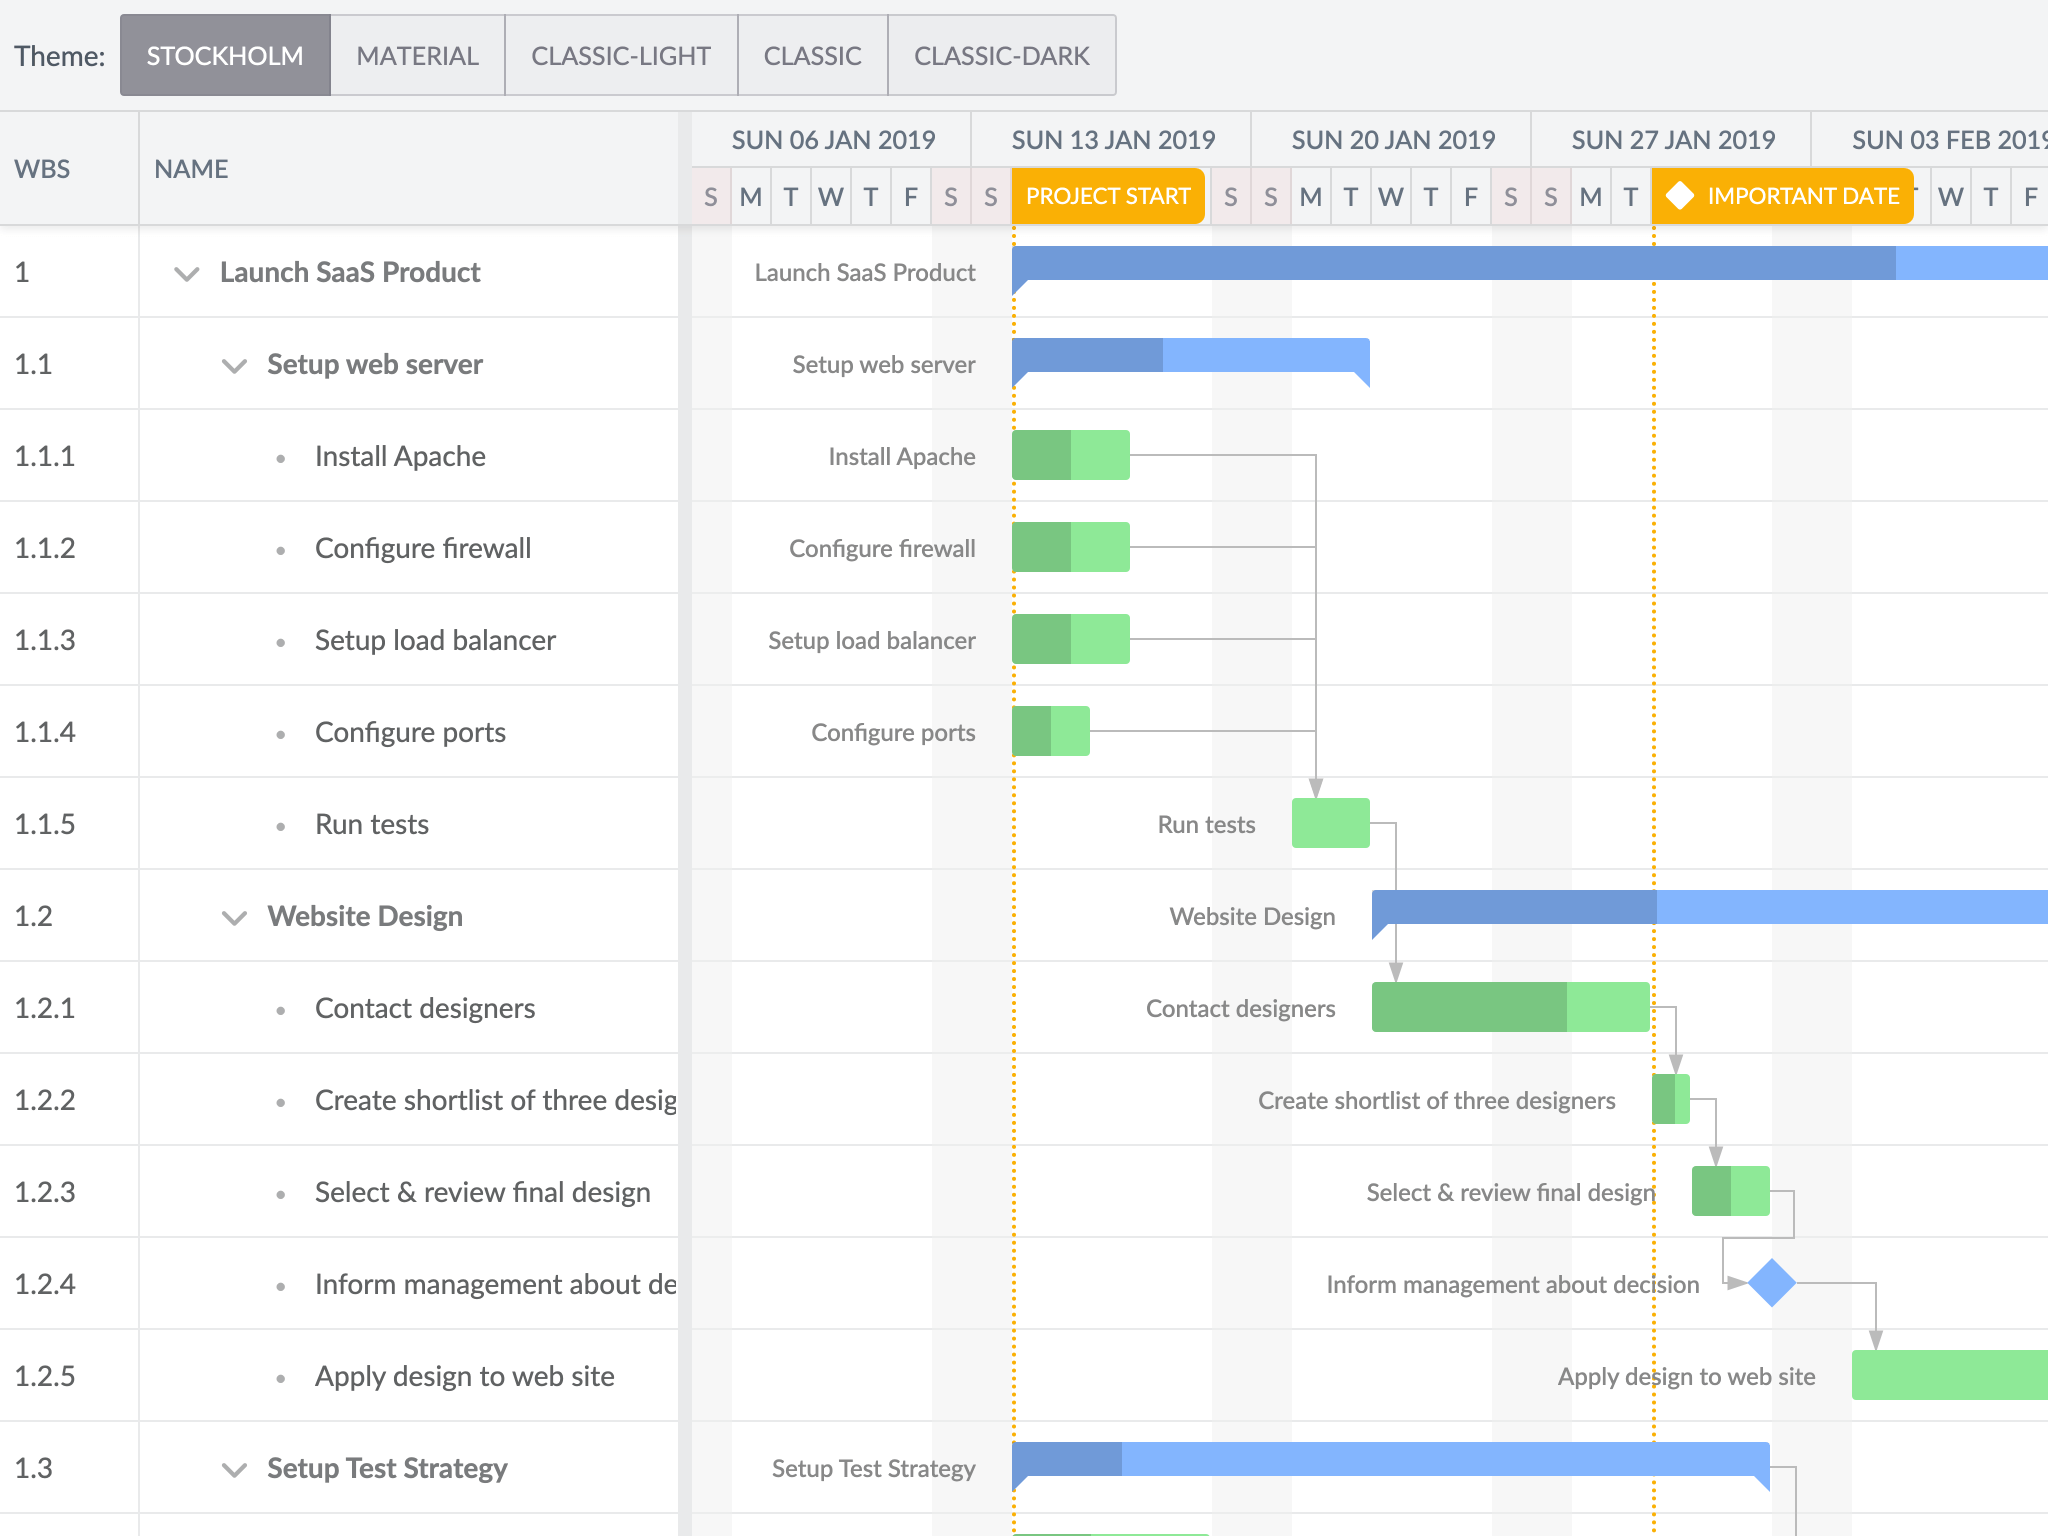 Theme: STOCKHOLM MATERIAL CLASSIC-LIGHT CLASSIC CLASSIC-DARK
WBS NAME SUN 06 JAN 2019 SUN 13 JAN 2019 SUN 20 JAN 2019 SUN 27 JAN 2019 SUN 03 FEB 2019
S M T W T F S S PROJECT START S S M T W T F S S M T IMPORTANT DATE T W T F
1 Launch SaaS Product Launch SaaS Product
1.1 Setup web server Setup web server
1.1.1 Install Apache Install Apache
1.1.2 Configure firewall Configure firewall
1.1.3 Setup load balancer Setup load balancer
1.1.4 Configure ports Configure ports
1.1.5 Run tests Run tests
1.2 Website Design Website Design
1.2.1 Contact designers Contact designers
1.2.2 Create shortlist of three desig Create shortlist of three designers
1.2.3 Select & review final design Select & review final design
1.2.4 Inform management about de Inform management about decision
1.2.5 Apply design to web site Apply design to web site
1.3 Setup Test Strategy Setup Test Strategy